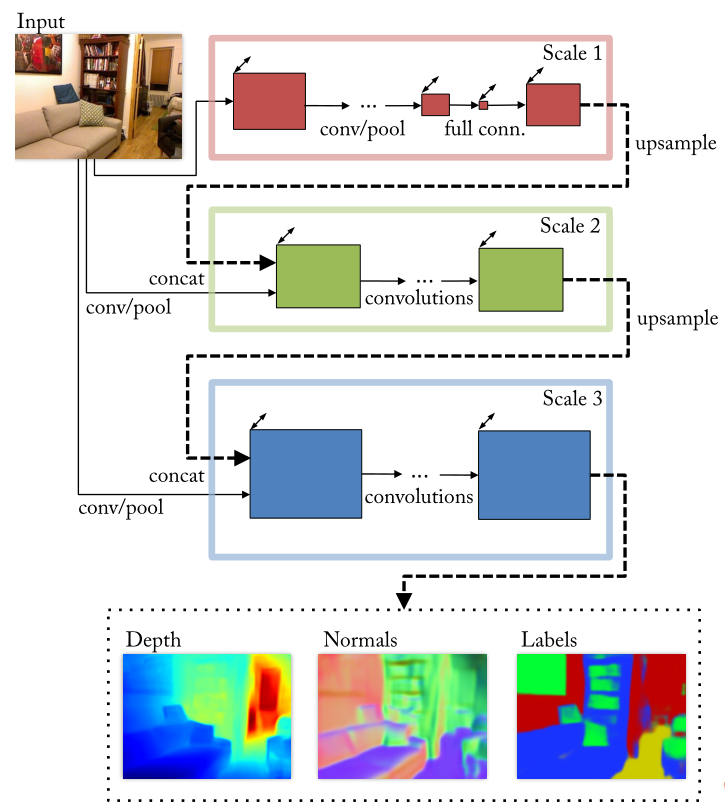 Input
Scale 1
conv/pool
full conn.
upsample
Scale 2
concat
conv/pool
convolutions
upsample
Scale 3
concat
conv/pool
convolutions
Depth
Normals
Labels